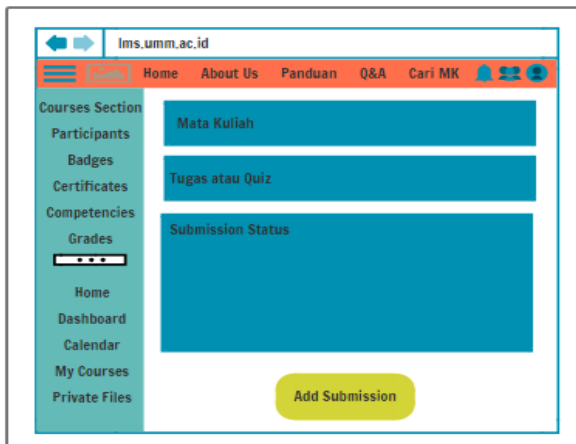 lms.umm.ac.id
Home About Us Panduan Q&A Cari MK
Courses Section
Participants
Badges
Certificates
Competencies
Grades
Home
Dashboard
Calendar
My Courses
Private Files
Mata Kuliah
Tugas atau Quiz
Submission Status
Add Submission